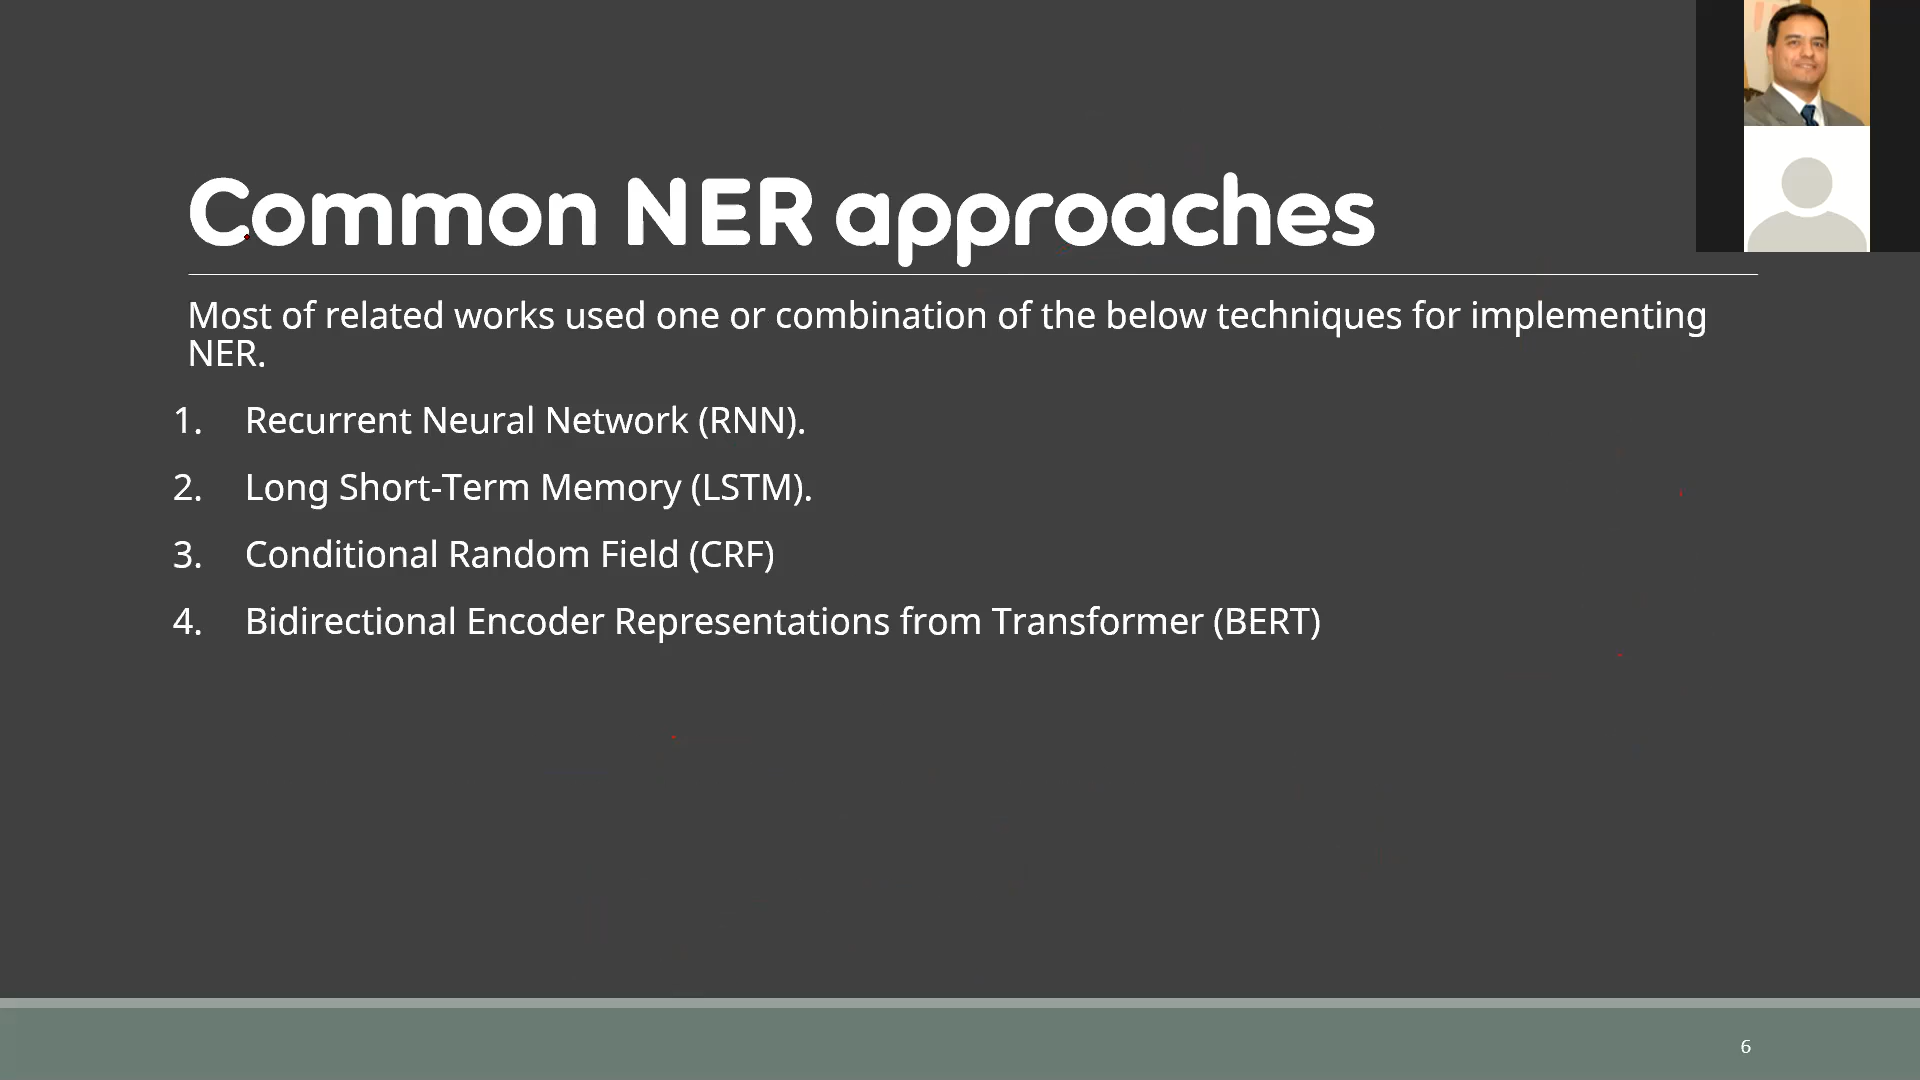 Common NER approaches
Most of related works used one or combination of the below techniques for implementing
NER.
1. Recurrent Neural Network (RNN).
2. Long Short-Term Memory (LSTM).
3. Conditional Random Field (CRF)
4. Bidirectional Encoder Representations from Transformer (BERT)
6